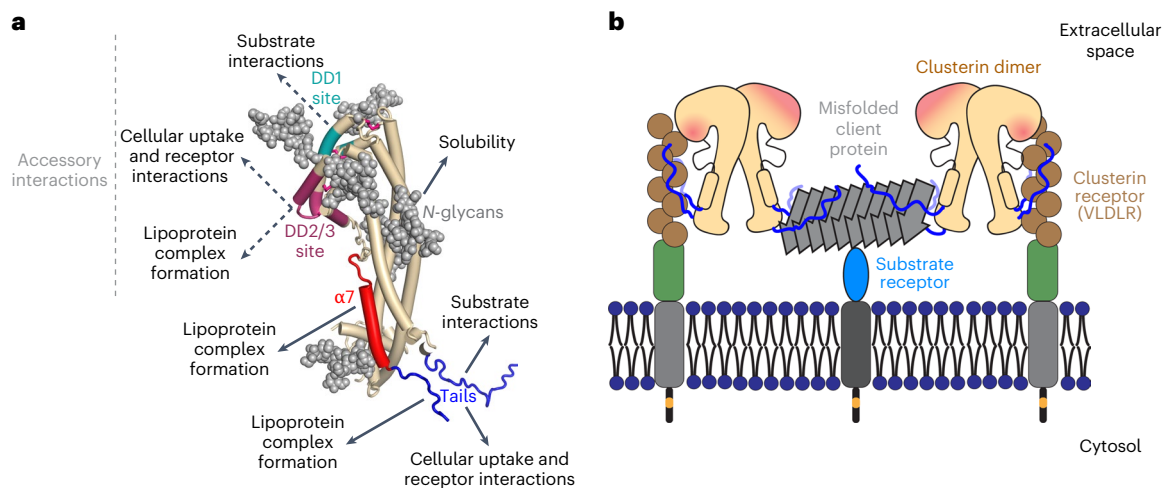 a
Substrate
interactions
DD1
site
Cellular uptake
and receptor
interactions
Accessory
interactions
Solubility
N-glycans
DD2/3
site
Lipoprotein
complex
formation
α7
Substrate
interactions
Lipoprotein
complex
formation
Tails
Lipoprotein
complex
formation
Cellular uptake and
receptor interactions
b
Extracellular
space
Clusterin dimer
Misfolded
client
protein
Clusterin
receptor
(VLDLR)
Substrate
receptor
Cytosol